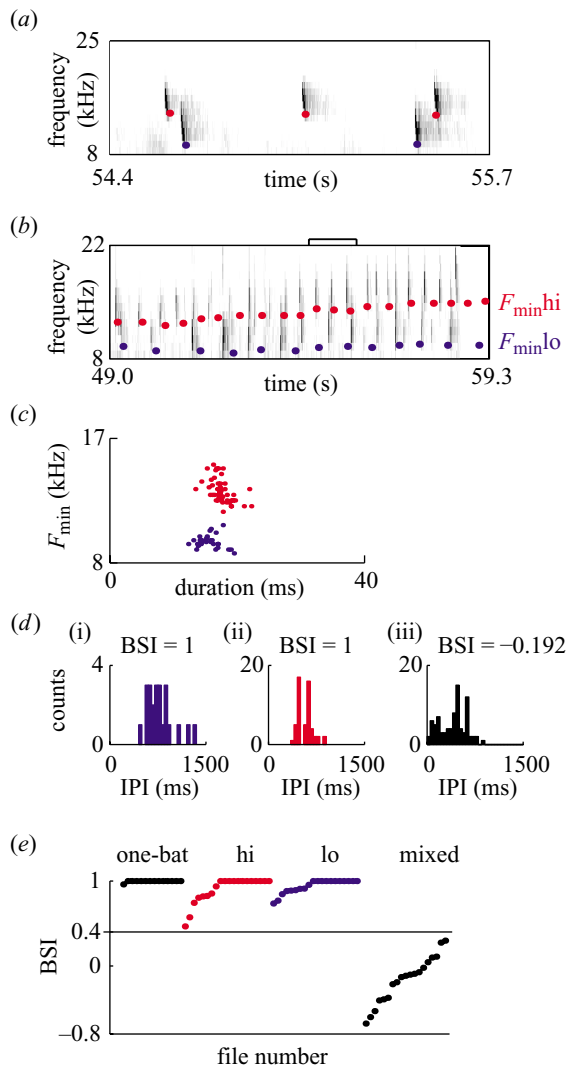 (a)
25
frequency
(kHz)
8
54.4
time (s)
55.7
(b)
22
frequency
(kHz)
8
49.0
time (s)
59.3
Fminhi
Fminlo
(c)
17
Fmin (kHz)
8
0
duration (ms)
40
(d)
(i)
BSI = 1
4
counts
0
0
1500
IPI (ms)
(ii)
BSI = 1
20
0
0
1500
IPI (ms)
(iii)
BSI = −0.192
20
0
0
1500
IPI (ms)
(e)
one-bat
hi
lo
mixed
1
0.4
BSI
0
−0.8
file number